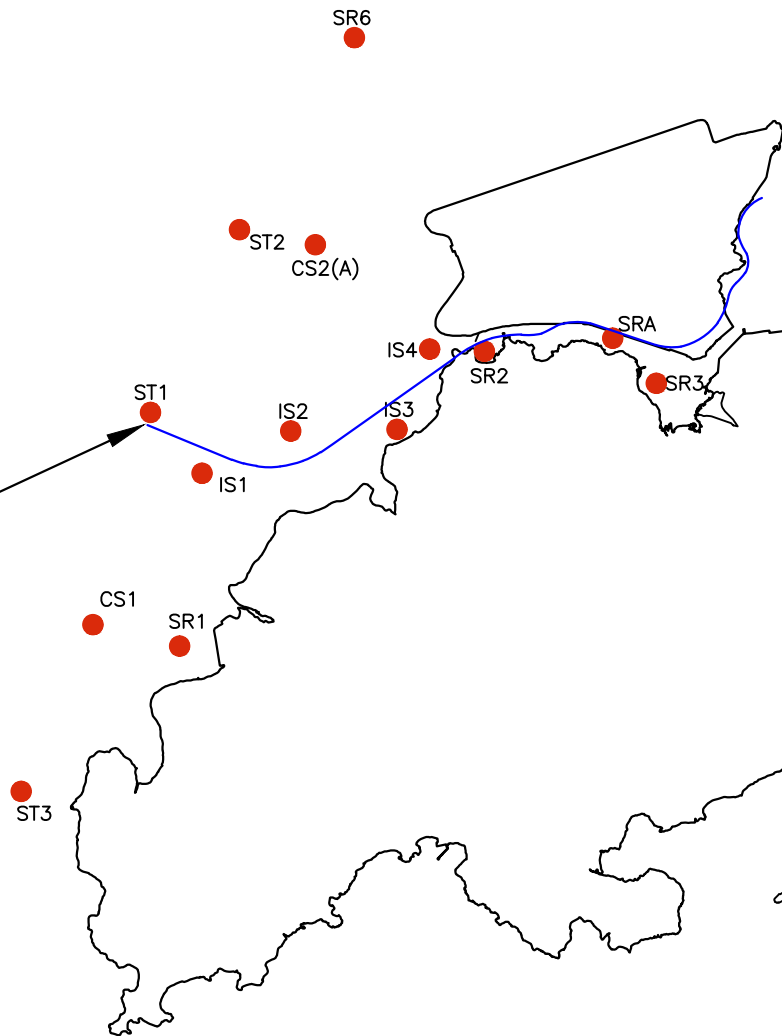 SR6
ST2
CS2(A)
SRA
IS4
SR2
SR3
ST1
IS2
IS3
IS1
CS1
SR1
ST3